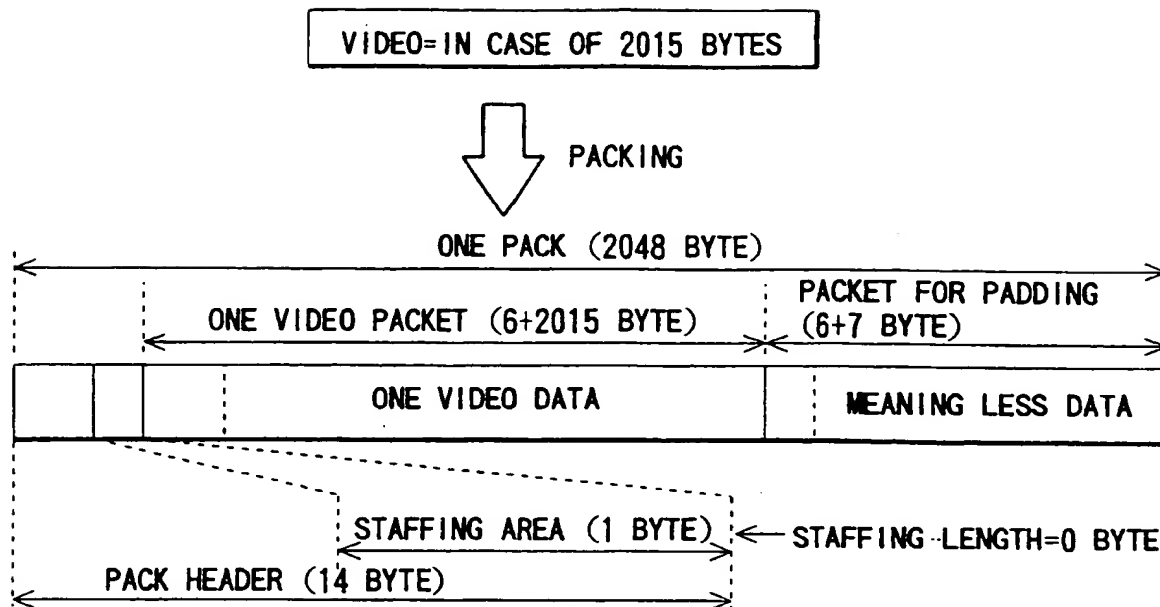 VIDEO=IN CASE OF 2015 BYTES
PACKING
ONE PACK (2048 BYTE)
PACKET FOR PADDING
(6+7 BYTE)
ONE VIDEO PACKET (6+2015 BYTE)
ONE VIDEO DATA
MEANING LESS DATA
STAFFING AREA (1 BYTE)
STAFFING LENGTH=0 BYTE
PACK HEADER (14 BYTE)